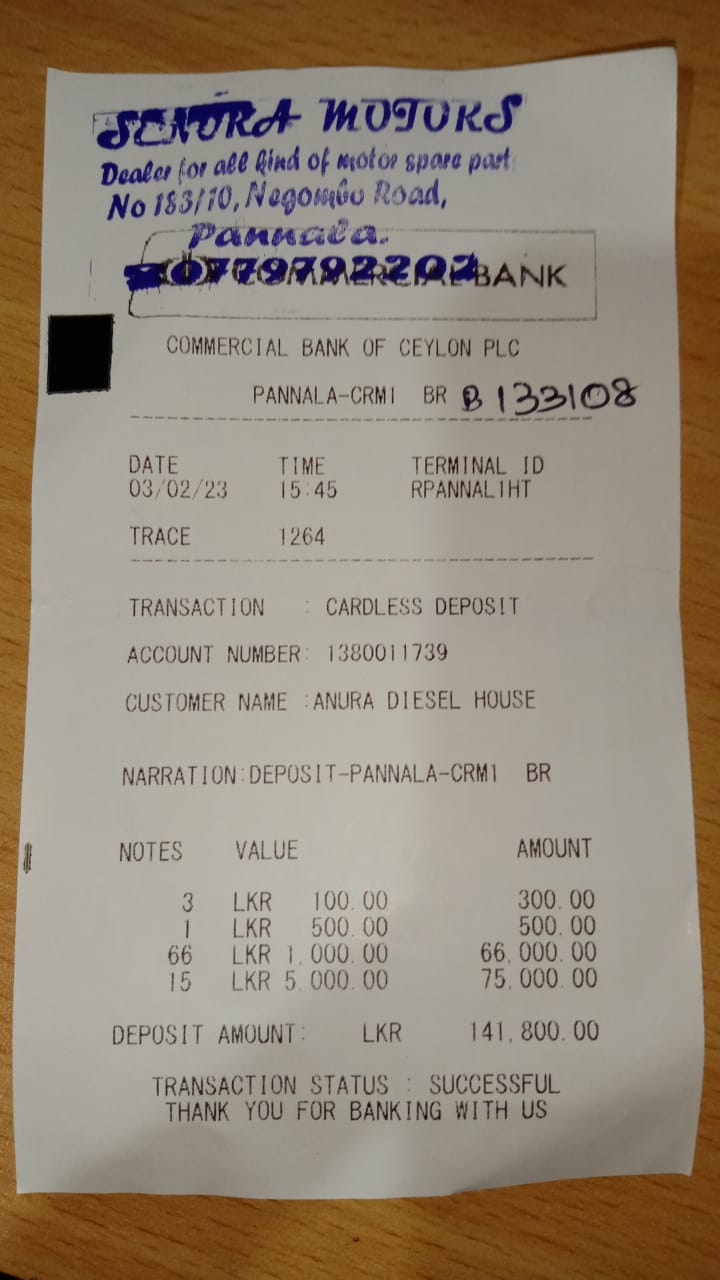 SENORA MOTORS
Dealer for all kind of motor spare part
No 183/10, Negombo Road,
Pannala.
☎0779792202
COMMERCIAL BANK
COMMERCIAL BANK OF CEYLON PLC
PANNALA-CRM1 BR B 133108
DATE TIME TERMINAL ID
03/02/23 15:45 RPANNAL1HT
TRACE 1264
TRANSACTION : CARDLESS DEPOSIT
ACCOUNT NUMBER: 1380011739
CUSTOMER NAME :ANURA DIESEL HOUSE
NARRATION:DEPOSIT-PANNALA-CRM1 BR
NOTES VALUE AMOUNT
3 LKR 100.00 300.00
1 LKR 500.00 500.00
66 LKR 1,000.00 66,000.00
15 LKR 5,000.00 75,000.00
DEPOSIT AMOUNT: LKR 141,800.00
TRANSACTION STATUS : SUCCESSFUL
THANK YOU FOR BANKING WITH US